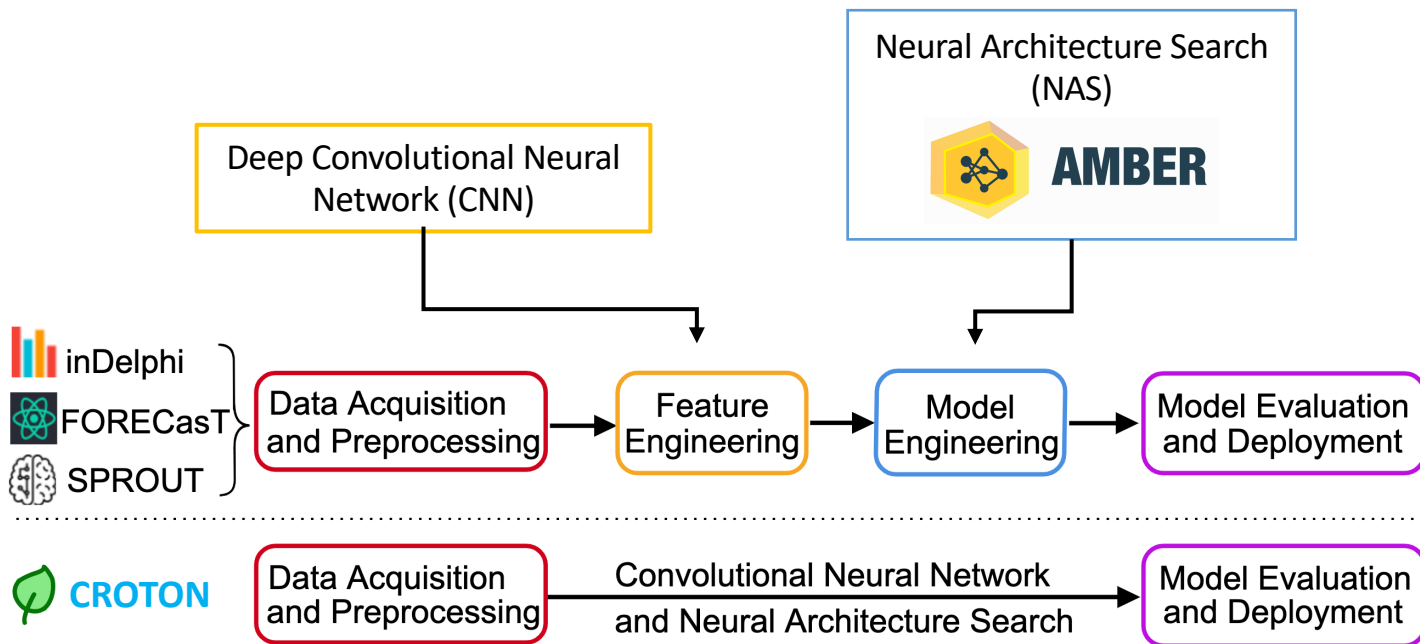 Neural Architecture Search
(NAS)
AMBER
Deep Convolutional Neural
Network (CNN)
inDelphi
FORECasT
SPROUT
Data Acquisition
and Preprocessing
Feature
Engineering
Model
Engineering
Model Evaluation
and Deployment
CROTON
Data Acquisition
and Preprocessing
Convolutional Neural Network
and Neural Architecture Search
Model Evaluation
and Deployment